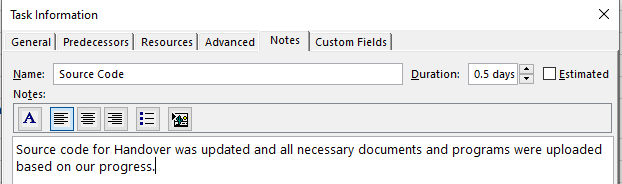 Task Information
General Predecessors Resources Advanced Notes Custom Fields
Name: Source Code Duration: 0.5 days Estimated
Notes:
A
Source code for Handover was updated and all necessary documents and programs were uploaded
based on our progress.